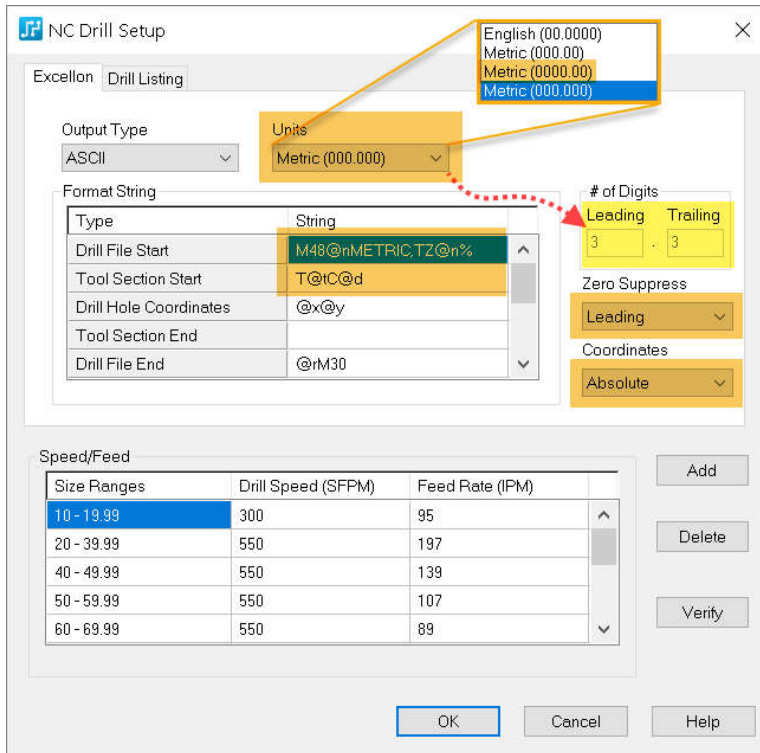 NC Drill Setup
English (00.0000)
Metric (000.00)
Metric (0000.00)
Metric (000.000)
Excellon Drill Listing
Output Type Units
ASCII Metric (000.000)
Format String # of Digits
Type String Leading Trailing
Drill File Start M48@nMETRIC,TZ@n% 3 . 3
Tool Section Start T@tC@d Zero Suppress
Drill Hole Coordinates @x@y Leading
Tool Section End Coordinates
Drill File End @rM30 Absolute
Speed/Feed
Size Ranges Drill Speed (SFPM) Feed Rate (IPM) Add
10 - 19.99 300 95
20 - 39.99 550 197 Delete
40 - 49.99 550 139
50 - 59.99 550 107 Verify
60 - 69.99 550 89
OK Cancel Help